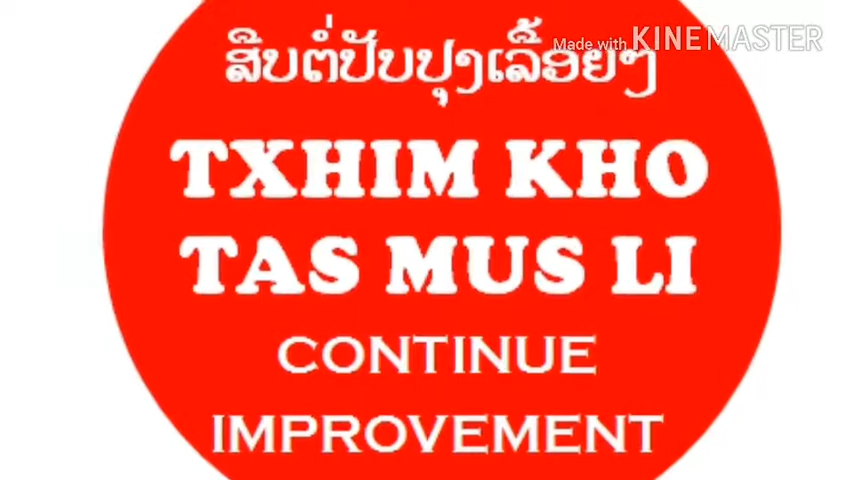 Made with KINEMASTER
ສືບຕໍ່ປັບປຸງເລື້ອຍໆ
TXHIM KHO
TAS MUS LI
CONTINUE
IMPROVEMENT